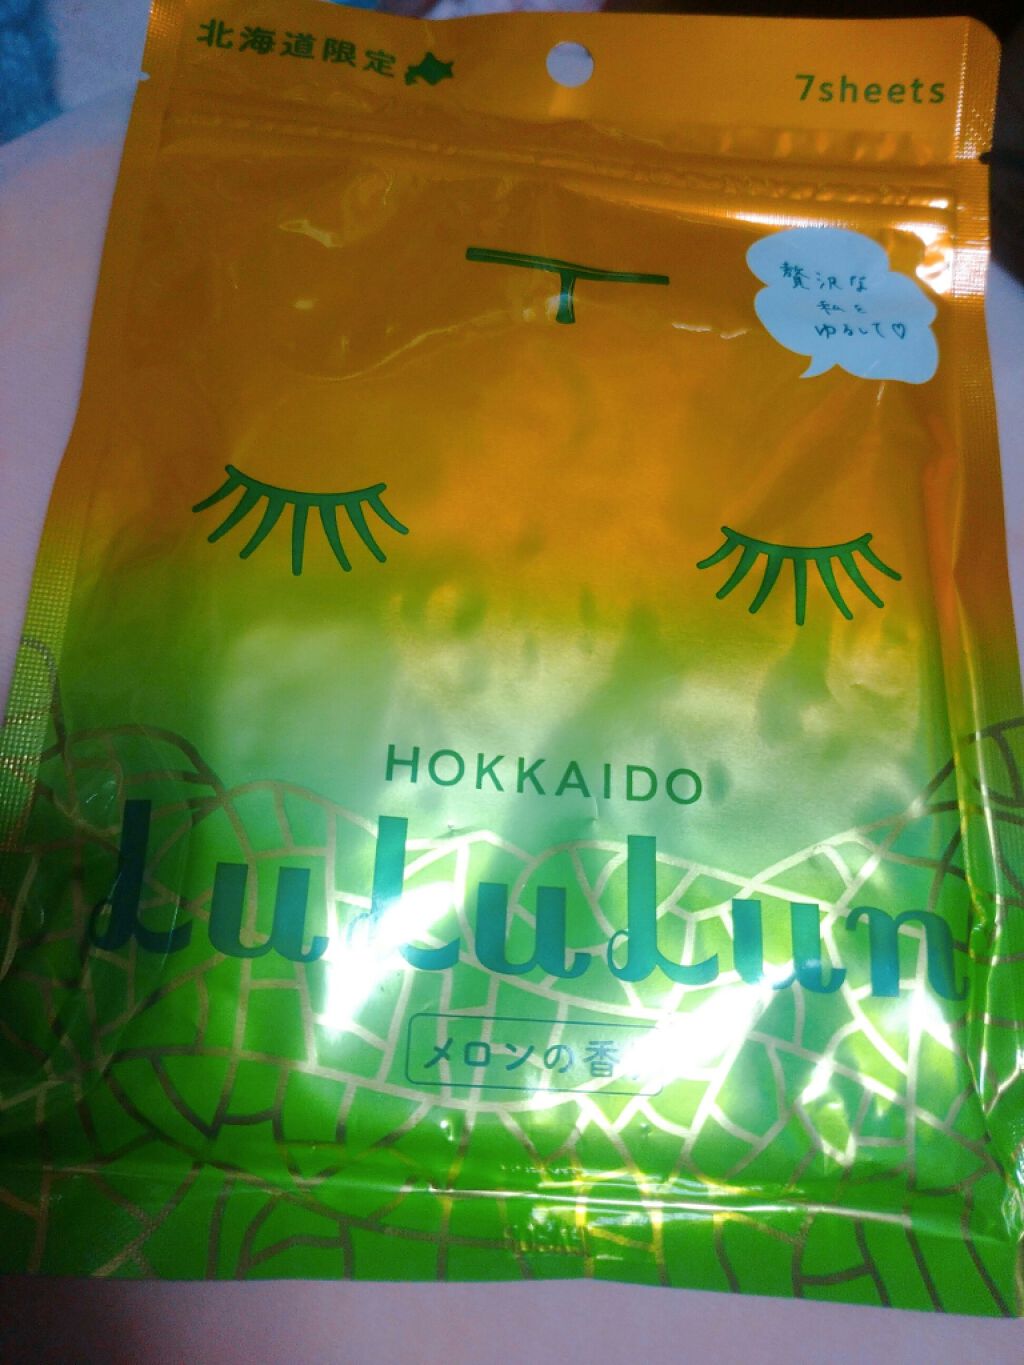 北海道限定
7sheets
贅沢な
私を
ゆるして♡
HOKKAIDO
LuLuLun
メロンの香